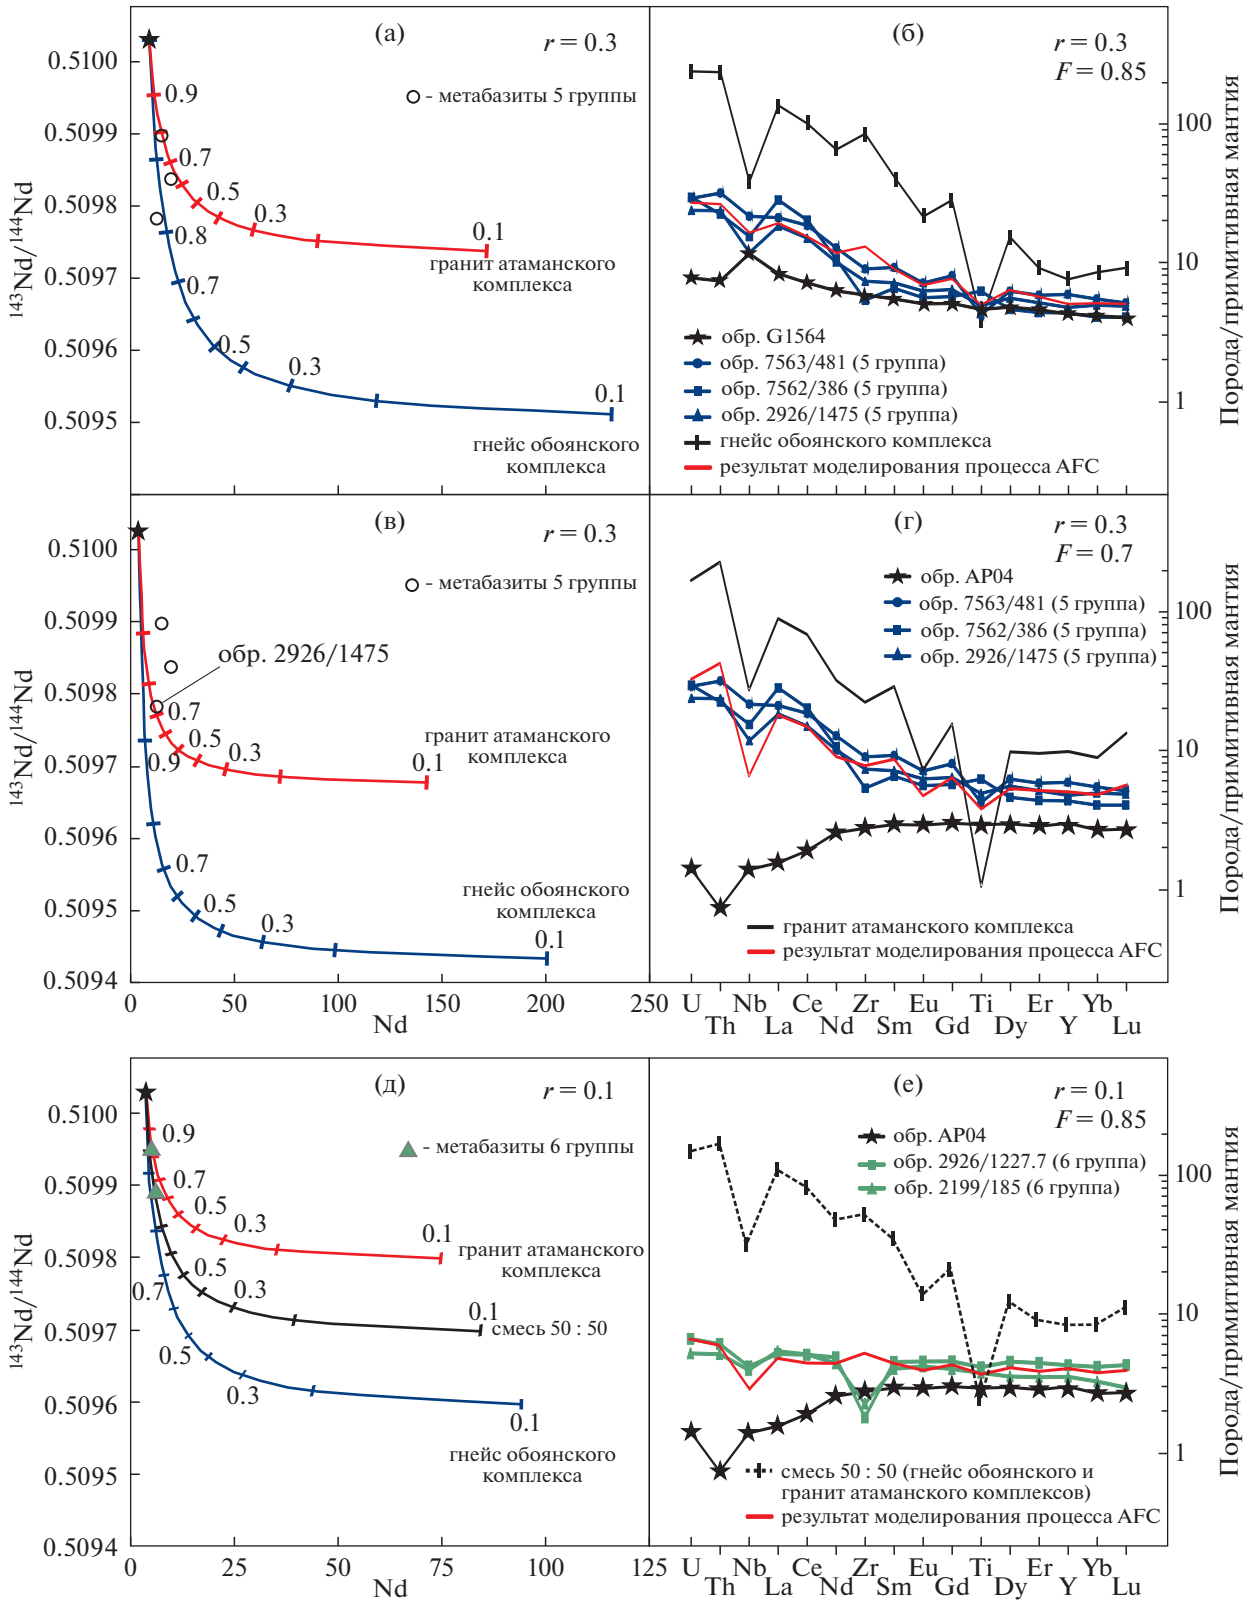 (а)
r = 0.3
0.5100
0.5099
0.5098
0.5097
0.5096
0.5095
¹⁴³Nd/¹⁴⁴Nd
- метабазиты 5 группы
0.9
0.7
0.5
0.3
0.1
гранит атаманского
комплекса
0.8
0.7
0.5
0.3
0.1
гнейс обоянского
комплекса
(б)
r = 0.3
F = 0.85
100
10
1
Порода/примитивная мантия
обр. G1564
обр. 7563/481 (5 группа)
обр. 7562/386 (5 группа)
обр. 2926/1475 (5 группа)
гнейс обоянского комплекса
результат моделирования процесса AFC
(в)
r = 0.3
0.5100
0.5099
0.5098
0.5097
0.5096
0.5095
0.5094
¹⁴³Nd/¹⁴⁴Nd
- метабазиты 5 группы
обр. 2926/1475
0.7
0.5
0.3
0.1
гранит атаманского
комплекса
0.9
0.7
0.5
0.3
0.1
гнейс обоянского
комплекса
0 50 100 150 200 250
Nd
(г)
r = 0.3
F = 0.7
обр. AP04
обр. 7563/481 (5 группа)
обр. 7562/386 (5 группа)
обр. 2926/1475 (5 группа)
100
10
1
Порода/примитивная мантия
гранит атаманского комплекса
результат моделирования процесса AFC
U Nb Ce Zr Eu Ti Er Yb
Th La Nd Sm Gd Dy Y Lu
(д)
r = 0.1
0.5100
0.5099
0.5098
0.5097
0.5096
0.5095
0.5094
¹⁴³Nd/¹⁴⁴Nd
- метабазиты 6 группы
0.9
0.7
0.5
0.3
0.1
гранит атаманского
комплекса
0.5
0.3
0.1
смесь 50 : 50
0.7
0.5
0.3
0.1
гнейс обоянского
комплекса
0 25 50 75 100 125
Nd
(е)
r = 0.1
F = 0.85
обр. AP04
обр. 2926/1227.7 (6 группа)
обр. 2199/185 (6 группа)
100
10
1
Порода/примитивная мантия
смесь 50 : 50 (гнейс обоянского и
гранит атаманского комплексов)
результат моделирования процесса AFC
U Nb Ce Zr Eu Ti Er Yb
Th La Nd Sm Gd Dy Y Lu